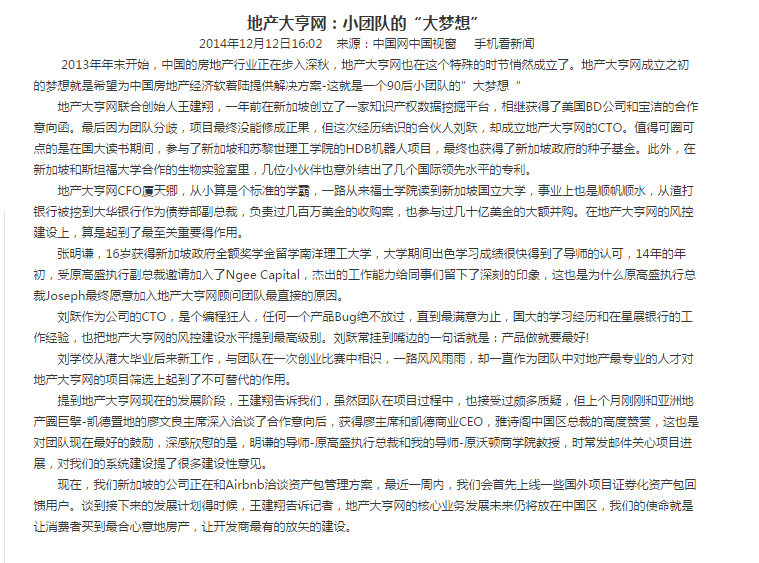 地产大亨网：小团队的“大梦想”
2014年12月12日16:02 来源：中国网中国视窗 手机看新闻
2013年年末开始，中国的房地产行业正在步入深秋，地产大亨网也在这个特殊的时节悄然成立了。地产大亨网成立之初
的梦想就是希望为中国房地产经济软着陆提供解决方案-这就是一个90后小团队的”大梦想“
地产大亨网联合创始人王建翔，一年前在新加坡创立了一家知识产权数据挖掘平台，相继获得了美国BD公司和宝洁的合作
意向函。最后因为团队分歧，项目最终没能修成正果，但这次经历结识的合伙人刘跃，却成立地产大亨网的CTO。值得可圈可
点的是在国大读书期间，参与了新加坡和苏黎世理工学院的HDB机器人项目，最终也获得了新加坡政府的种子基金。此外，在
新加坡和斯坦福大学合作的生物实验室里，几位小伙伴也意外结出了几个国际领先水平的专利。
地产大亨网CFO厦天卿，从小算是个标准的学霸，一路从来福士学院读到新加坡国立大学，事业上也是顺帆顺水，从渣打
银行被挖到大华银行作为债券部副总裁，负责过几百万美金的收购案，也参与过几十亿美金的大额并购。在地产大亨网的风控
建设上，算是起到了最至关重要得作用。
张明谦，16岁获得新加坡政府全额奖学金留学南洋理工大学，大学期间出色学习成绩很快得到了导师的认可，14年的年
初，受原高盛执行副总裁邀请加入了Ngee Capital，杰出的工作能力给同事们留下了深刻的印象，这也是为什么原高盛执行总
裁Joseph最终愿意加入地产大亨网顾问团队最直接的原因。
刘跃作为公司的CTO，是个编程狂人，任何一个产品Bug绝不放过，直到最满意为止，国大的学习经历和在星展银行的工
作经验，也把地产大亨网的风控建设水平提到最高级别。刘跃常挂到嘴边的一句话就是：产品做就要最好!
刘学佼从港大毕业后来新工作，与团队在一次创业比赛中相识，一路风风雨雨，却一直作为团队中对地产最专业的人才对
地产大亨网的项目筛选上起到了不可替代的作用。
提到地产大亨网现在的发展阶段，王建翔告诉我们，虽然团队在项目过程中，也接受过颇多质疑，但上个月刚刚和亚洲地
产圈巨擘-凯德置地的廖文良主席深入洽谈了合作意向后，获得廖主席和凯德商业CEO，雅诗阁中国区总裁的高度赞赏，这也是
对团队现在最好的鼓励，深感欣慰的是，明谦的导师-原高盛执行总裁和我的导师-原沃顿商学院教授，时常发邮件关心项目进
展，对我们的系统建设提了很多建设性意见。
现在，我们新加坡的公司正在和Airbnb洽谈资产包管理方案，最近一周内，我们会首先上线一些国外项目证券化资产包回
馈用户。谈到接下来的发展计划得时候，王建翔告诉记者，地产大亨网的核心业务发展未来仍将放在中国区，我们的使命就是
让消费者买到最合心意地房产，让开发商最有的放矢的建设。